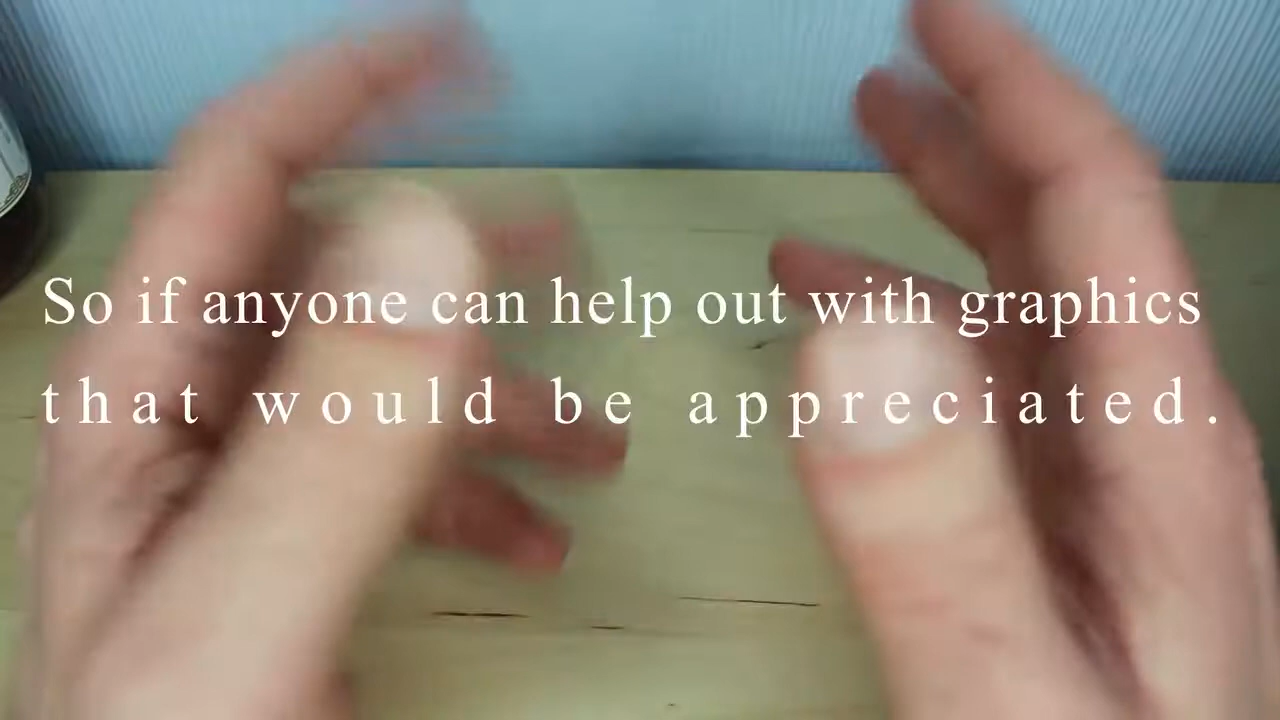 So if anyone can help out with graphics
that would be appreciated.